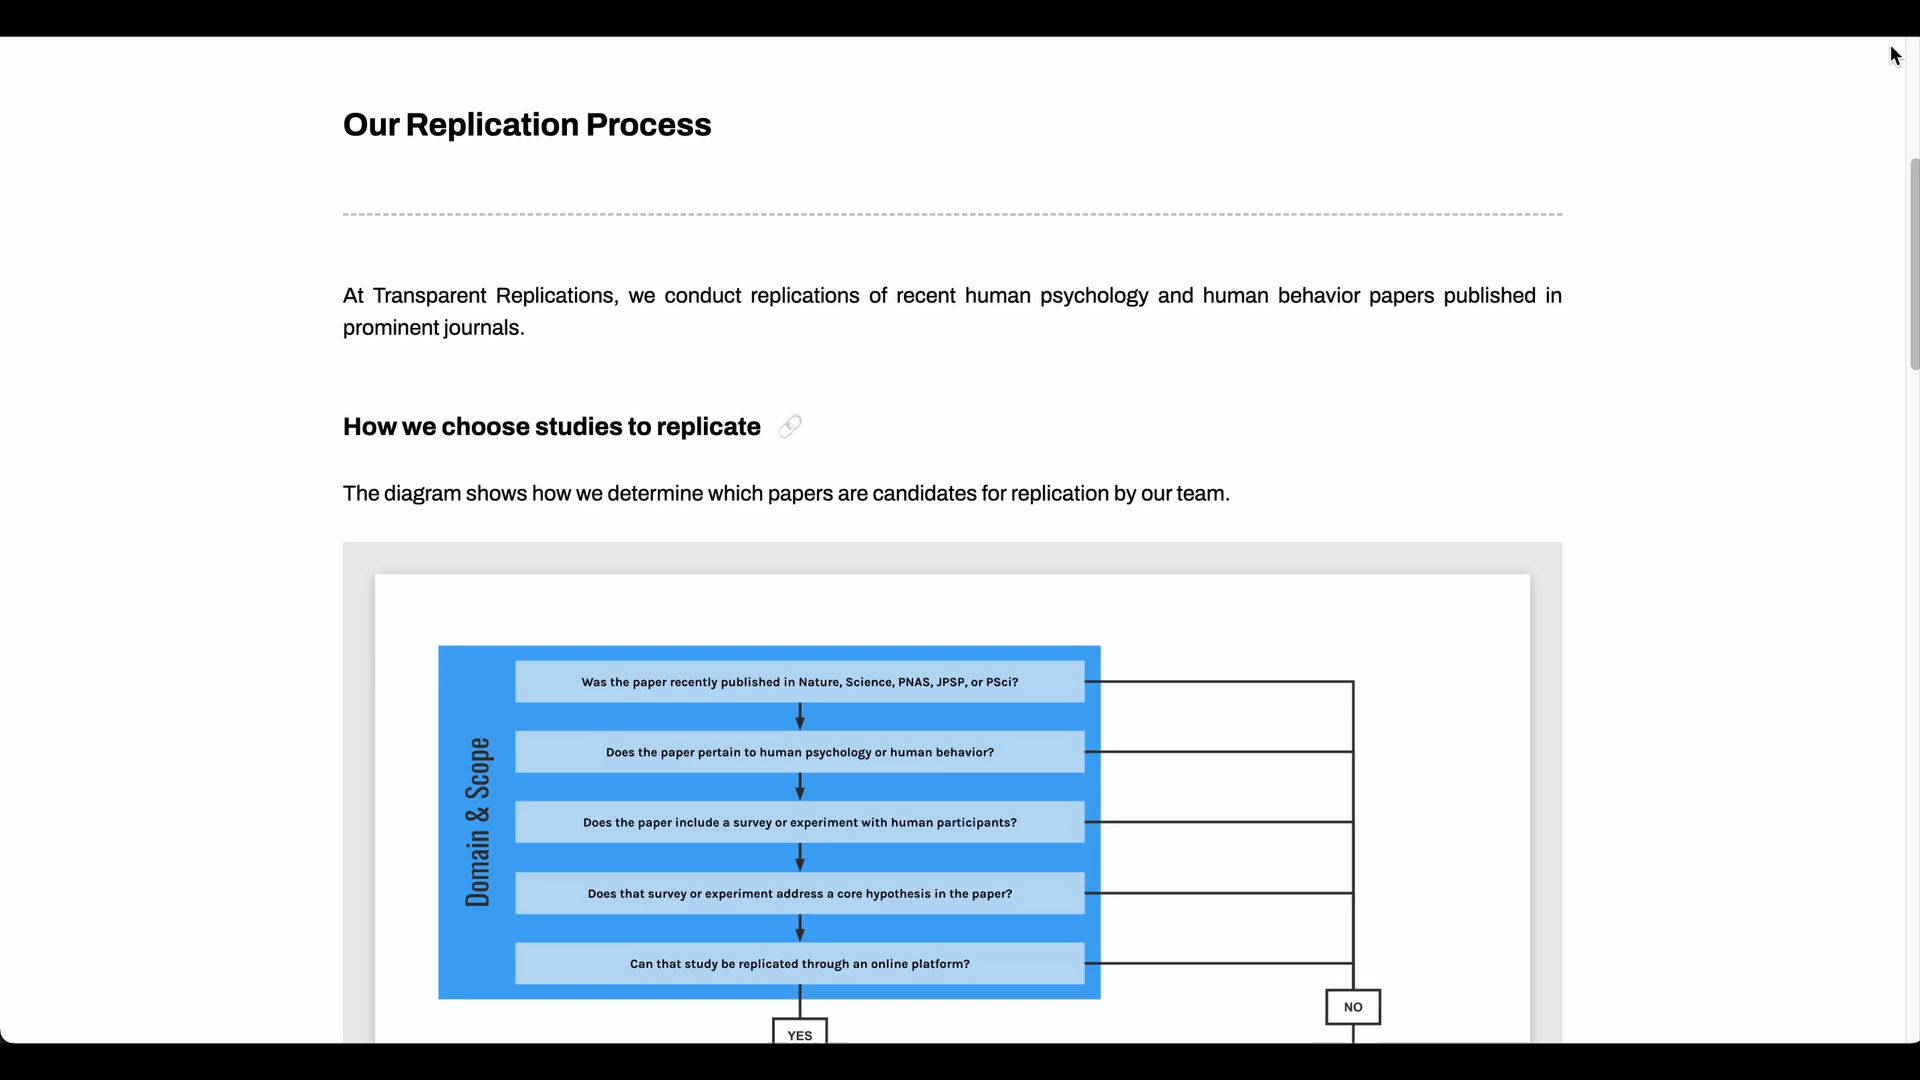 Our Replication Process
At Transparent Replications, we conduct replications of recent human psychology and human behavior papers published in
prominent journals.
How we choose studies to replicate
The diagram shows how we determine which papers are candidates for replication by our team.
Domain & Scope
Was the paper recently published in Nature, Science, PNAS, JPSP, or PSci?
Does the paper pertain to human psychology or human behavior?
Does the paper include a survey or experiment with human participants?
Does that survey or experiment address a core hypothesis in the paper?
Can that study be replicated through an online platform?
NO
YES